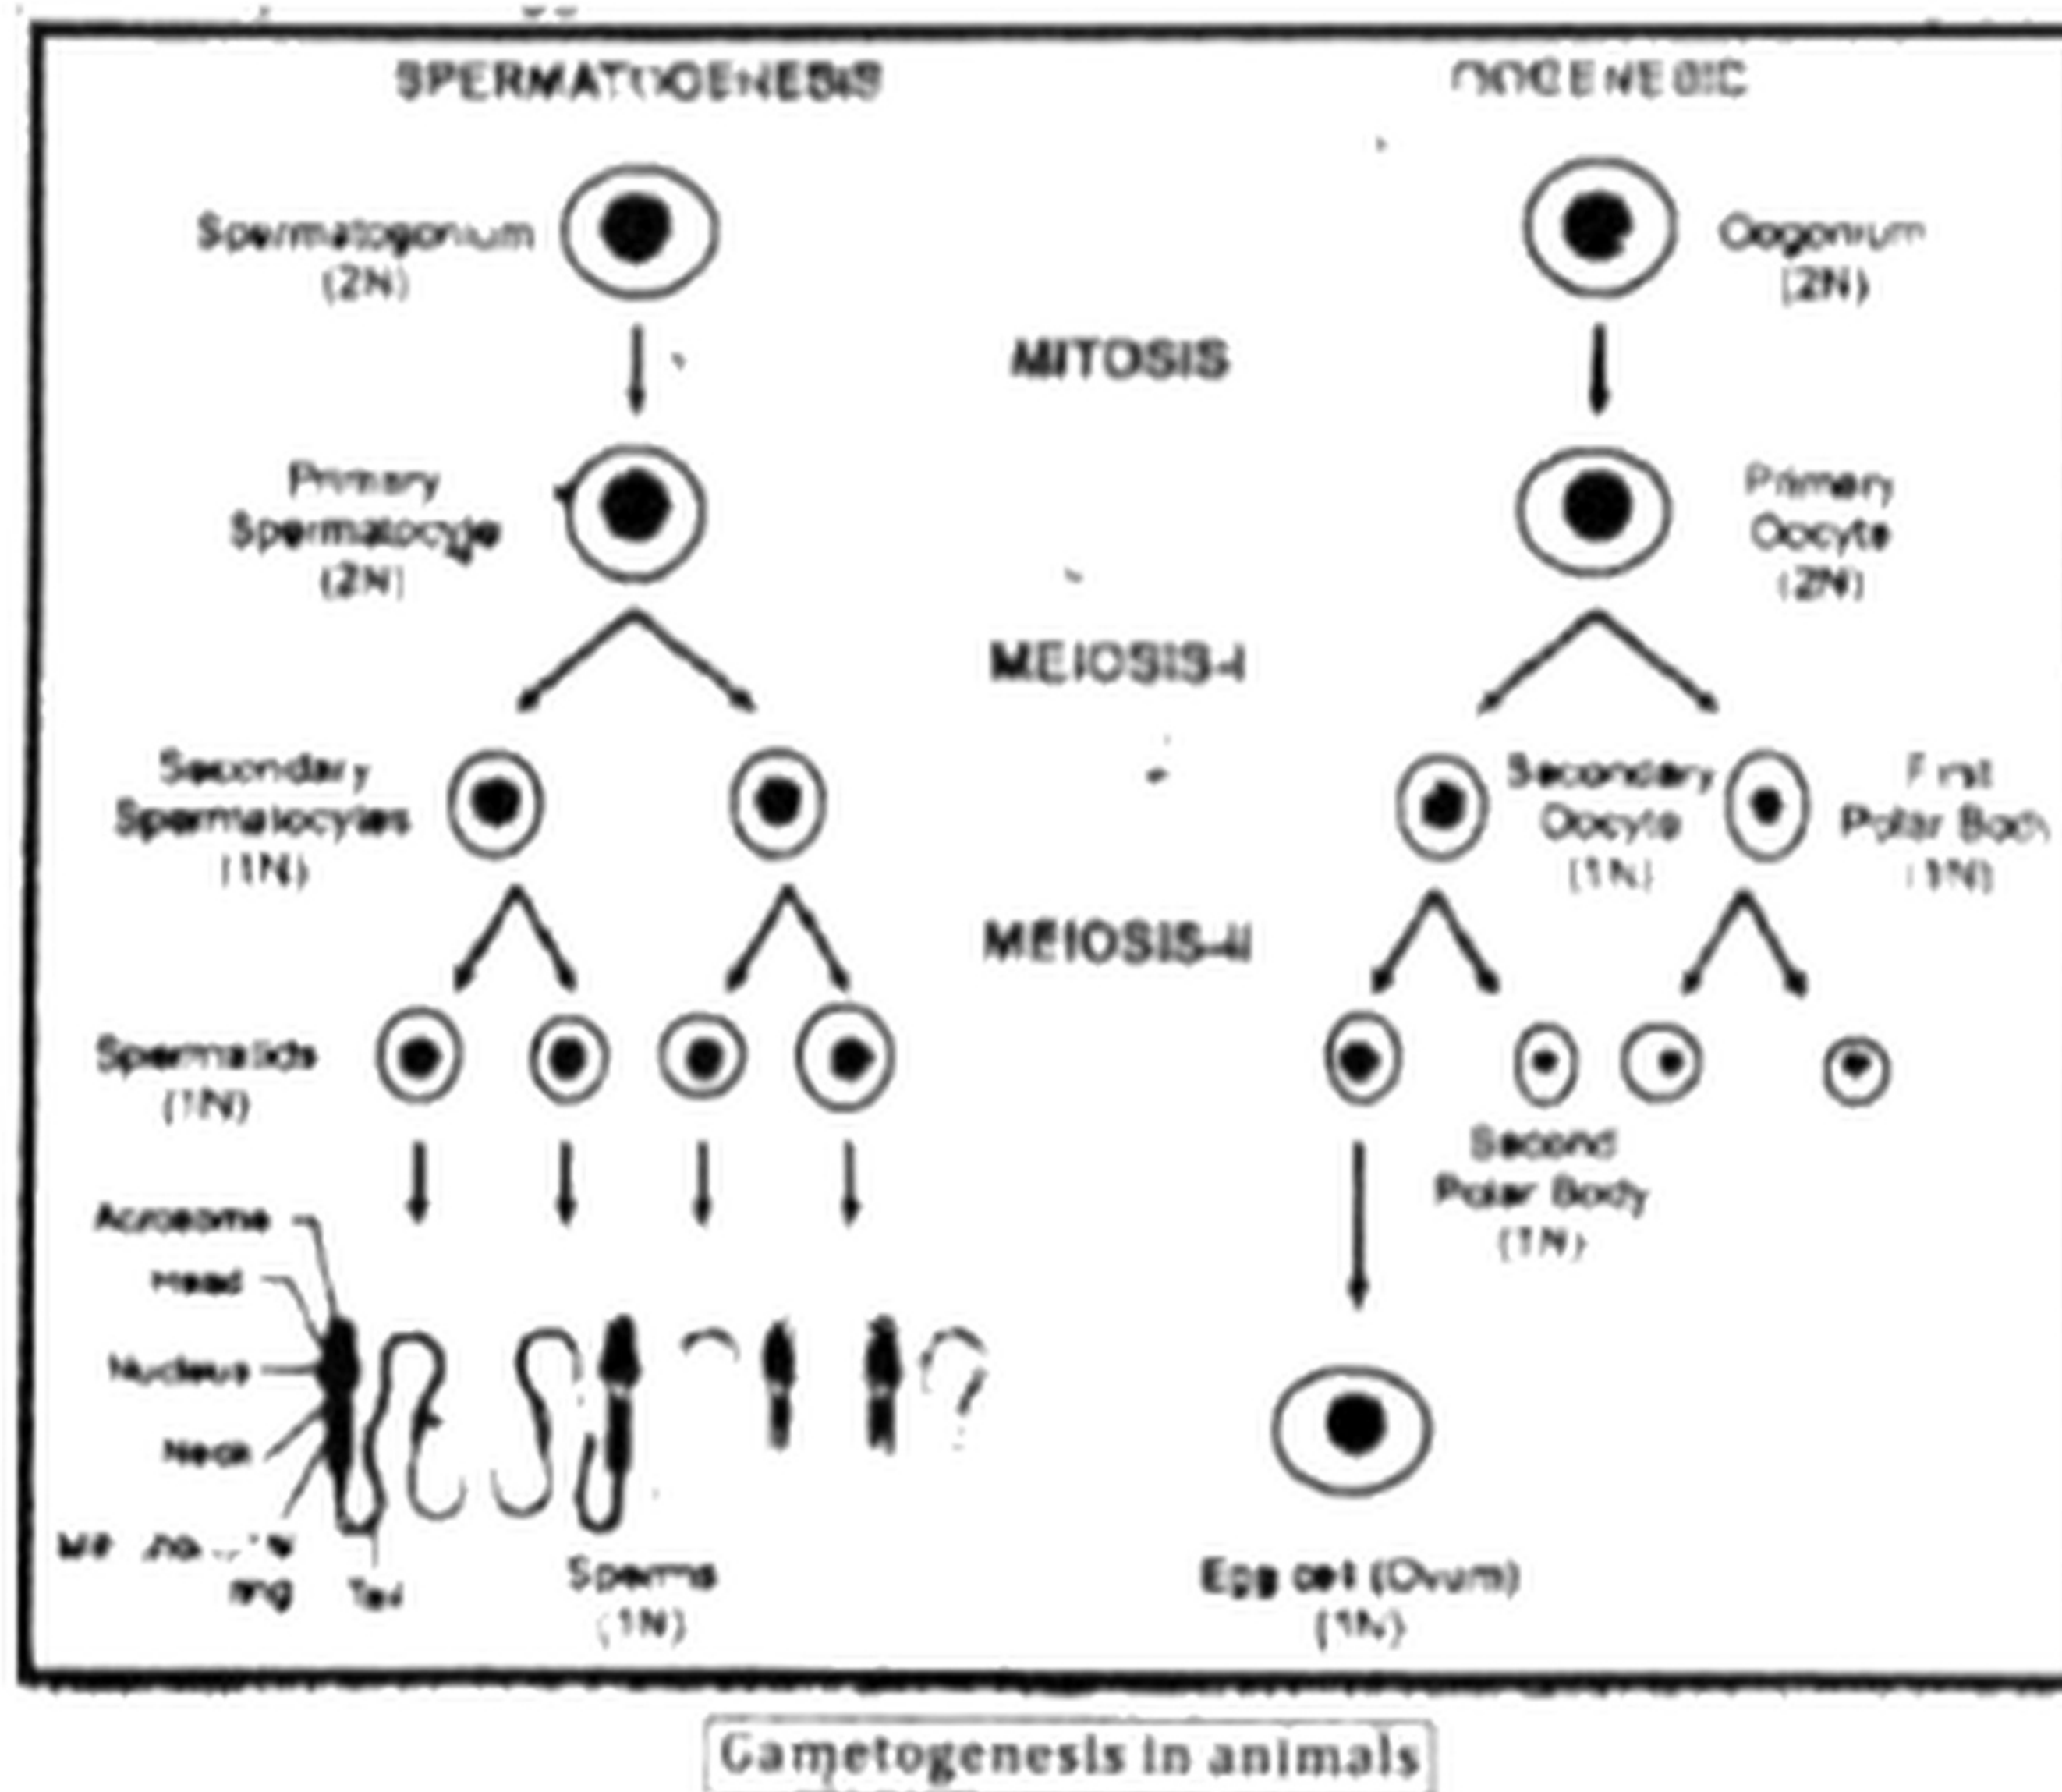 SPERMATOGENESIS
OOGENESIS
Spermatogonium
(2N)
Oogonium
(2N)
MITOSIS
Primary
Spermatocyte
(2N)
Primary
Oocyte
(2N)
MEIOSIS-I
Secondary
Spermatocytes
(1N)
Secondary
Oocyte
(1N)
First
Polar Body
(1N)
MEIOSIS-II
Spermatids
(1N)
Second
Polar Body
(1N)
Acrosome
Head
Nucleus
Neck
ring
Tail
Sperms
(1N)
Egg cell (Ovum)
(1N)
Gametogenesis in animals